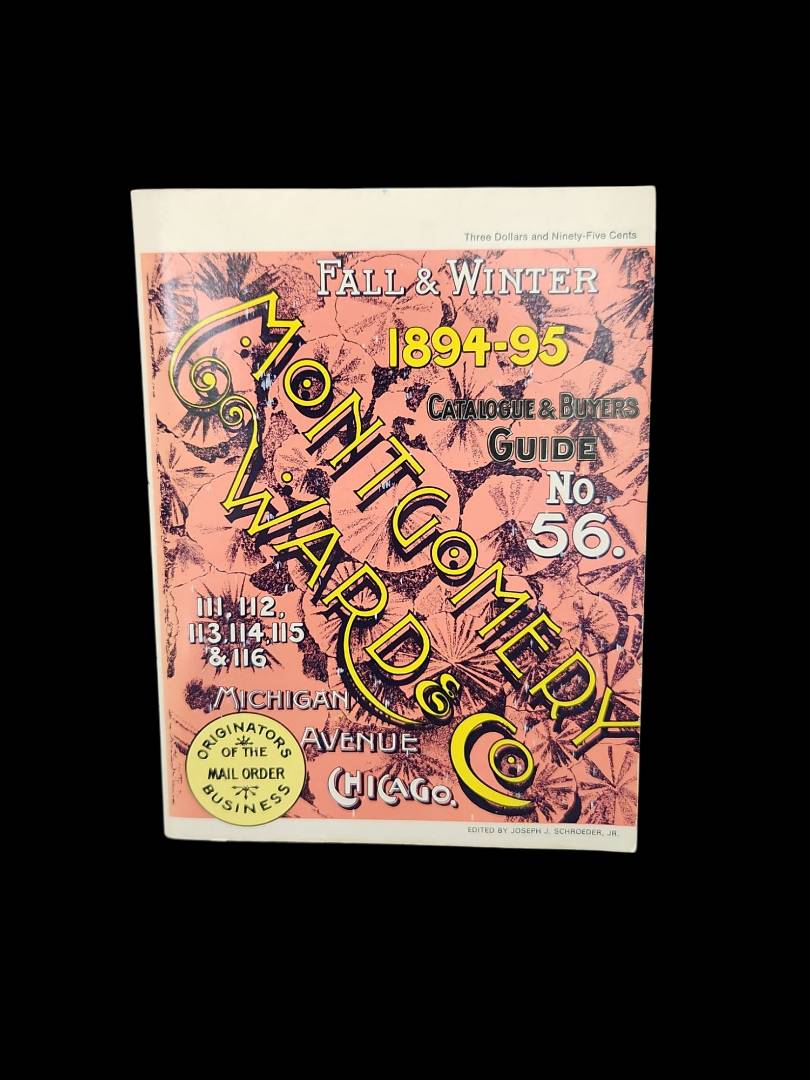 Three Dollars and Ninety-Five Cents
FALL & WINTER
1894-95
CATALOGUE & BUYERS
GUIDE
No.
56.
MONTGOMERY
WARD & CO
111, 112,
113, 114, 115
& 116
MICHIGAN
AVENUE
CHICAGO.
ORIGINATORS
OF THE
MAIL ORDER
BUSINESS
EDITED BY JOSEPH J. SCHROEDER, JR.